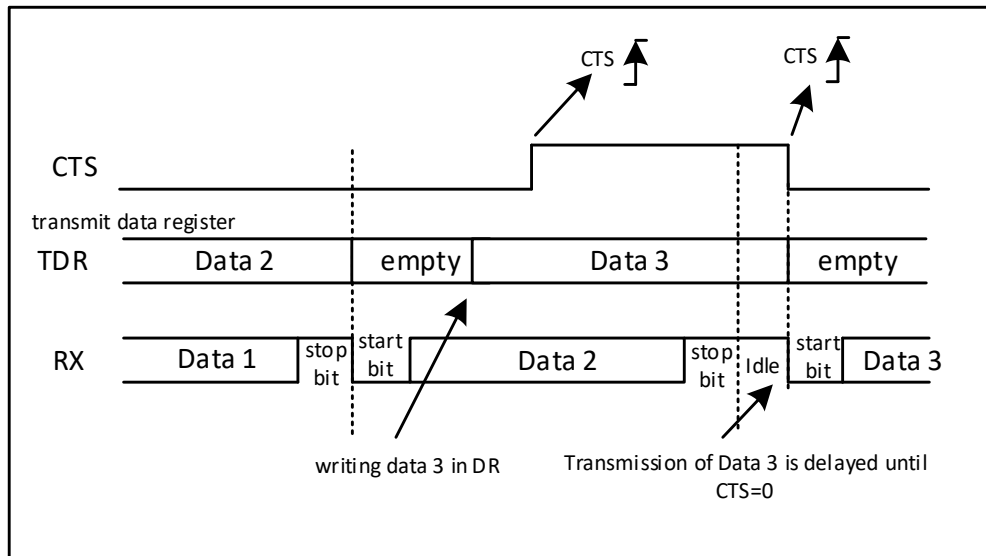 CTS CTS
CTS
transmit data register
TDR Data 2 empty Data 3 empty
RX Data 1 stop bit start bit Data 2 stop bit Idle start bit Data 3
writing data 3 in DR
Transmission of Data 3 is delayed until
CTS=0